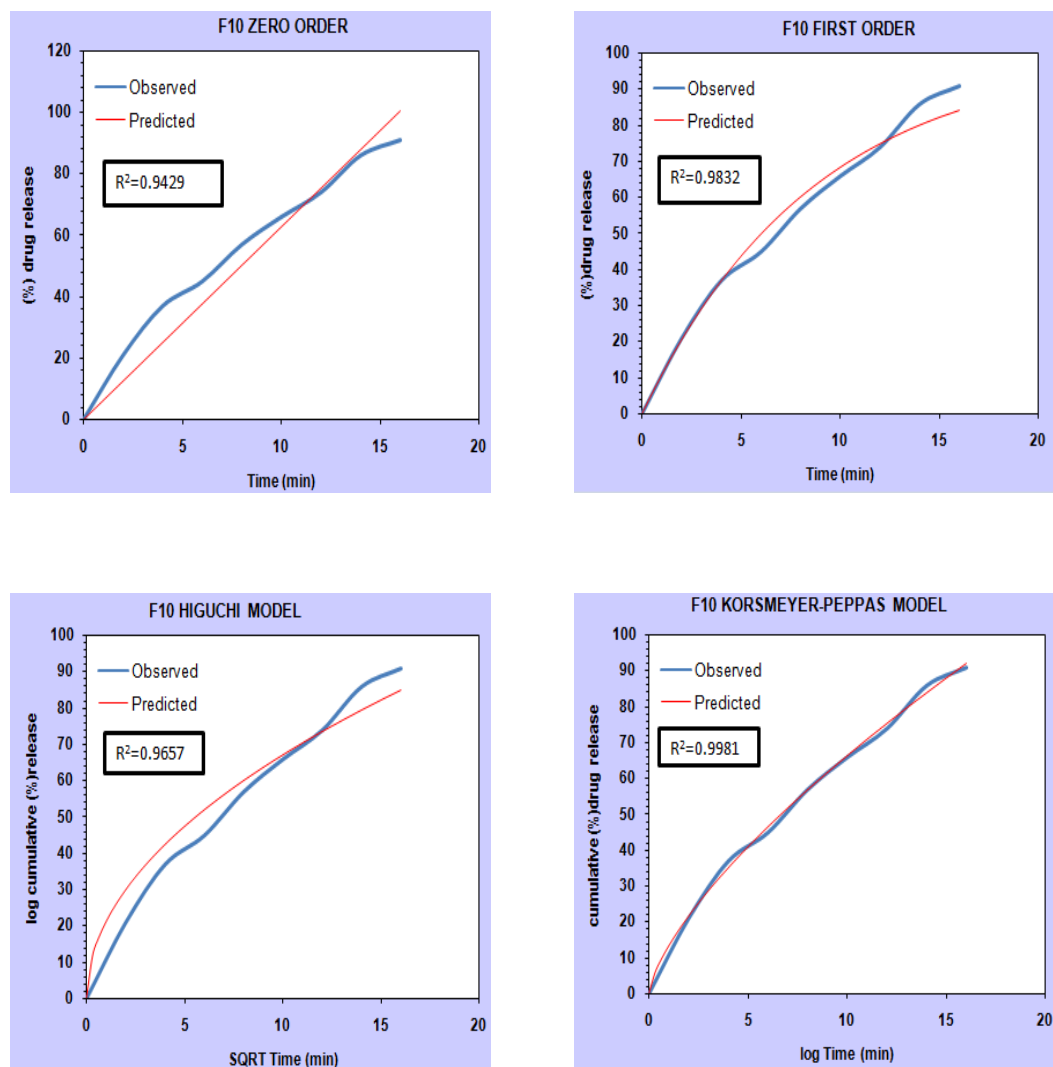 F10 ZERO ORDER
120
100
80
60
40
20
0
0 5 10 15 20
Observed
Predicted
R²=0.9429
(%) drug release
Time (min)
F10 FIRST ORDER
100
90
80
70
60
50
40
30
20
10
0
0 5 10 15 20
Observed
Predicted
R²=0.9832
(%)drug release
Time (min)
F10 HIGUCHI MODEL
100
90
80
70
60
50
40
30
20
10
0
0 5 10 15 20
Observed
Predicted
R²=0.9657
log cumulative (%)release
SQRT Time (min)
F10 KORSMEYER-PEPPAS MODEL
100
90
80
70
60
50
40
30
20
10
0
0 5 10 15 20
Observed
Predicted
R²=0.9981
cumulative (%)drug release
log Time (min)